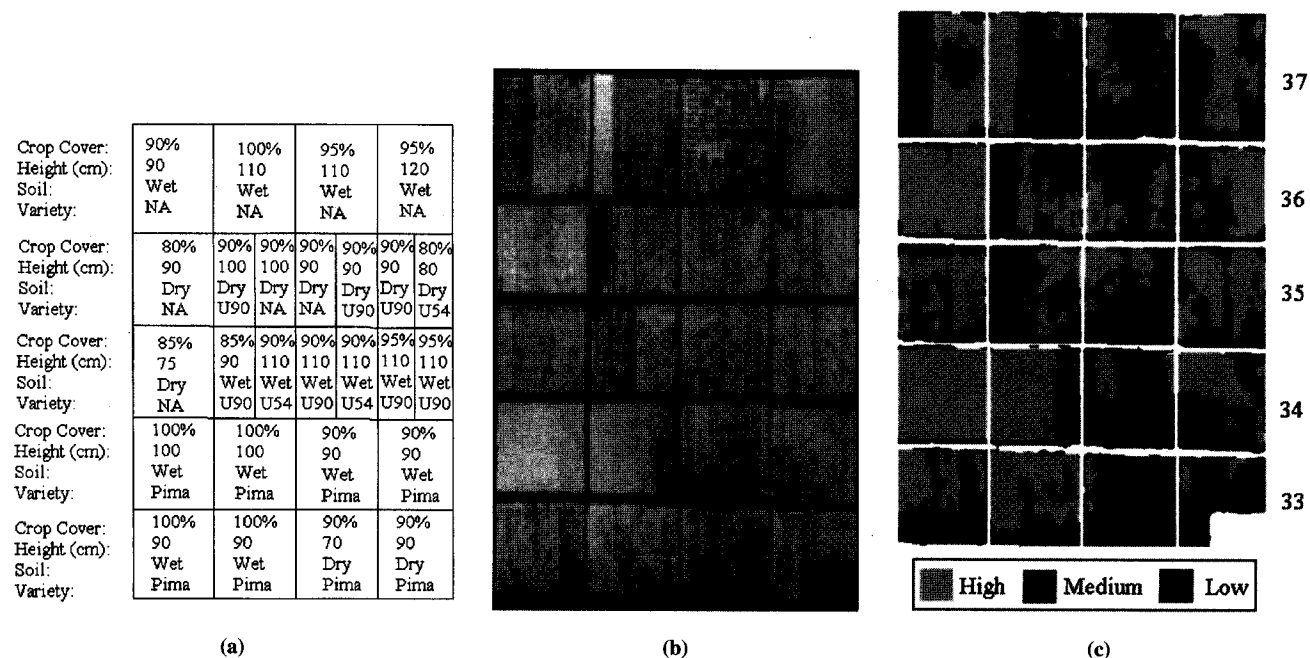 Crop Cover: 90% 100% 95% 95%
Height (cm): 90 110 110 120
Soil: Wet Wet Wet Wet
Variety: NA NA NA NA
Crop Cover: 80% 90% 90% 90% 90% 90% 80%
Height (cm): 90 100 100 90 90 90 80
Soil: Dry Dry Dry Dry Dry Dry Dry
Variety: NA U90 NA NA U90 U90 U54
Crop Cover: 85% 85% 90% 90% 90% 95% 95%
Height (cm): 75 90 110 110 110 110 110
Soil: Dry Wet Wet Wet Wet Wet Wet
Variety: NA U90 U54 U90 U54 U90 U90
Crop Cover: 100% 100% 90% 90%
Height (cm): 100 100 90 90
Soil: Wet Wet Wet Wet
Variety: Pima Pima Pima Pima
Crop Cover: 100% 100% 90% 90%
Height (cm): 90 90 70 90
Soil: Wet Wet Dry Dry
Variety: Pima Pima Pima Pima
(a)
(b)
37
36
35
34
33
High Medium Low
(c)